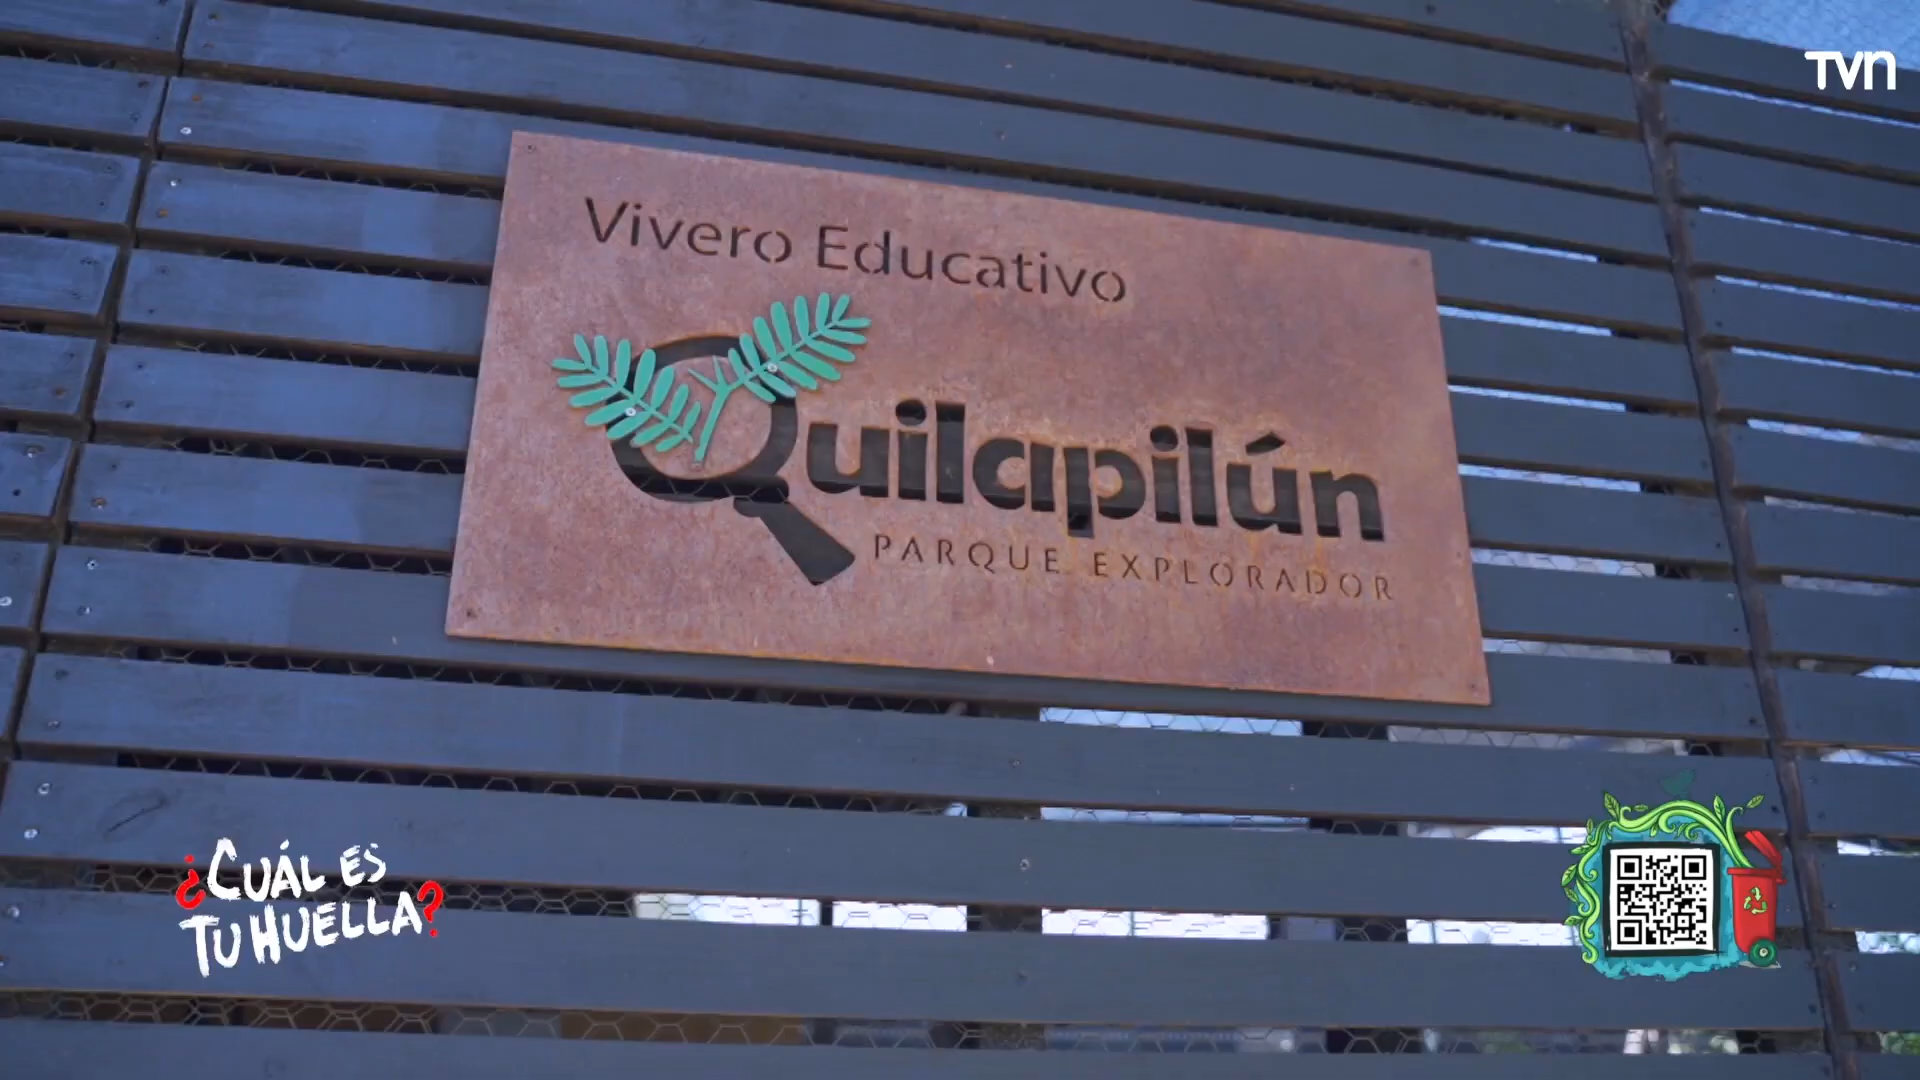 TVN
Vivero Educativo
Quilapilún
PARQUE EXPLORADOR
¿CUÁL ES
TU HUELLA?